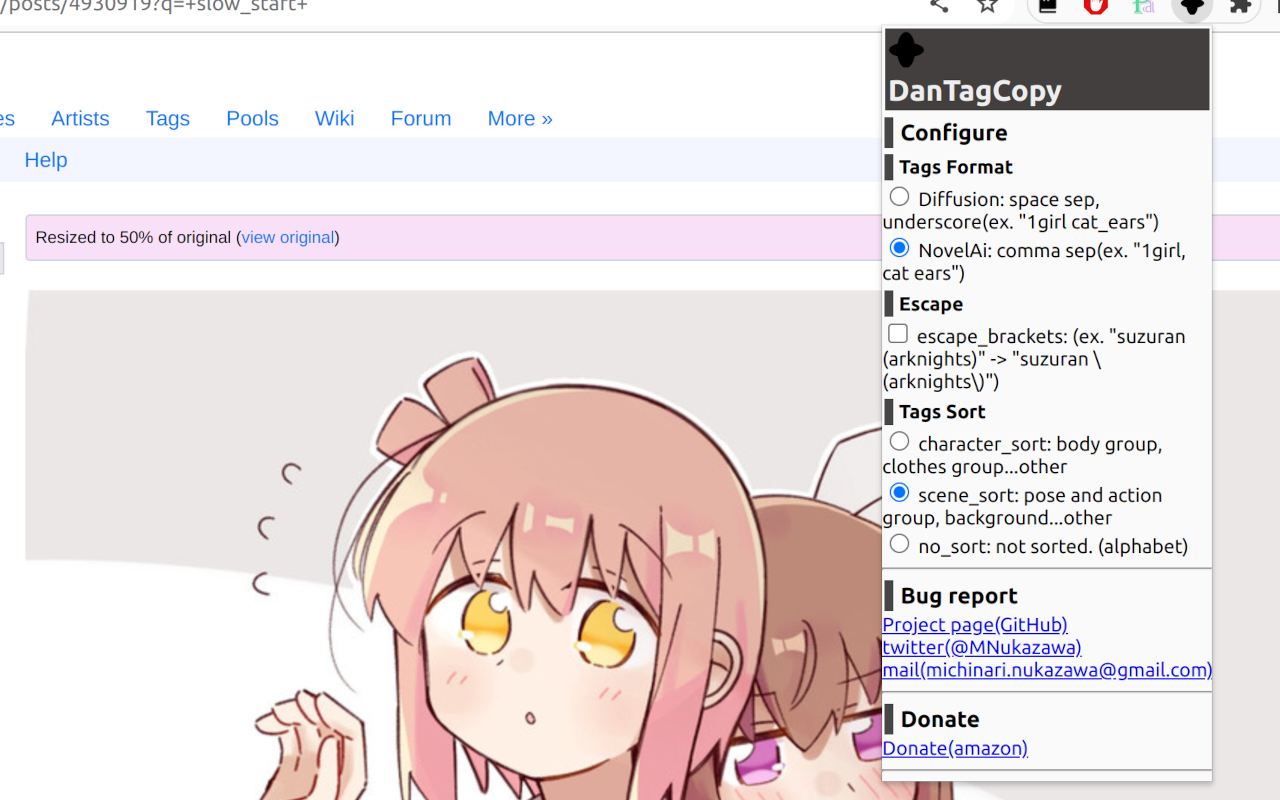 /posts/4930919?q=+slow_start+
es Artists Tags Pools Wiki Forum More »
Help
Resized to 50% of original (view original)
DanTagCopy
Configure
Tags Format
Diffusion: space sep,
underscore(ex. "1girl cat_ears")
NovelAi: comma sep(ex. "1girl,
cat ears")
Escape
escape_brackets: (ex. "suzuran
(arknights)" -> "suzuran \
(arknights\)")
Tags Sort
character_sort: body group,
clothes group...other
scene_sort: pose and action
group, background...other
no_sort: not sorted. (alphabet)
Bug report
Project page(GitHub)
twitter(@MNukazawa)
mail(michinari.nukazawa@gmail.com)
Donate
Donate(amazon)